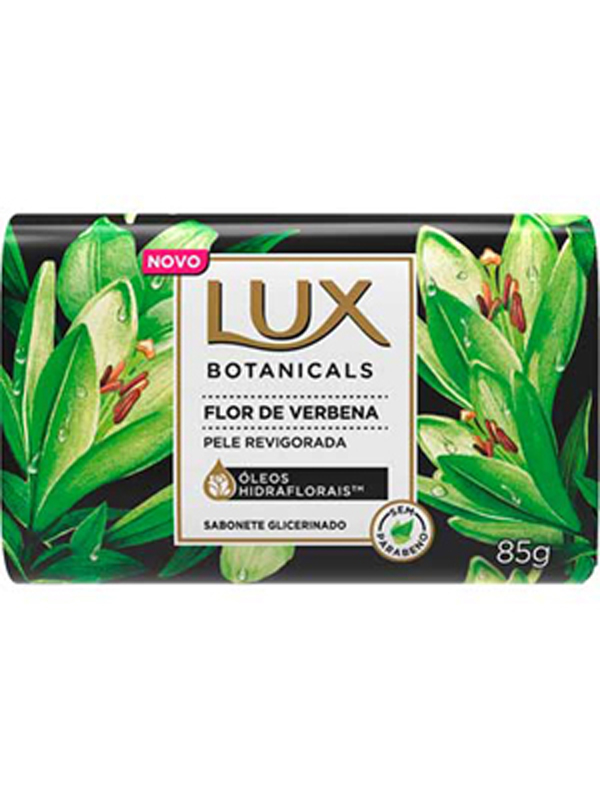 NOVO
LUX
BOTANICALS
FLOR DE VERBENA
PELE REVIGORADA
ÓLEOS
HIDRAFLORAIS™
SABONETE GLICERINADO
SEM
PARABENO
85g